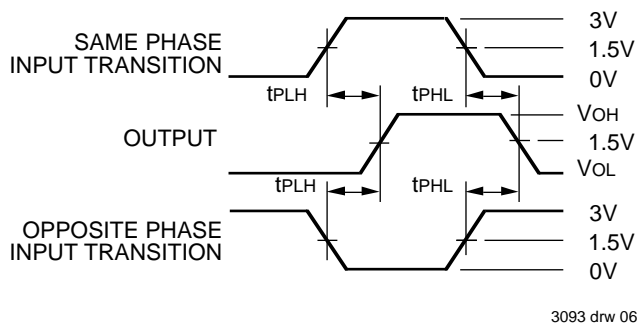 SAME PHASE
INPUT TRANSITION
3V
1.5V
0V
tPLH
tPHL
OUTPUT
VOH
1.5V
VOL
tPLH
tPHL
OPPOSITE PHASE
INPUT TRANSITION
3V
1.5V
0V
3093 drw 06